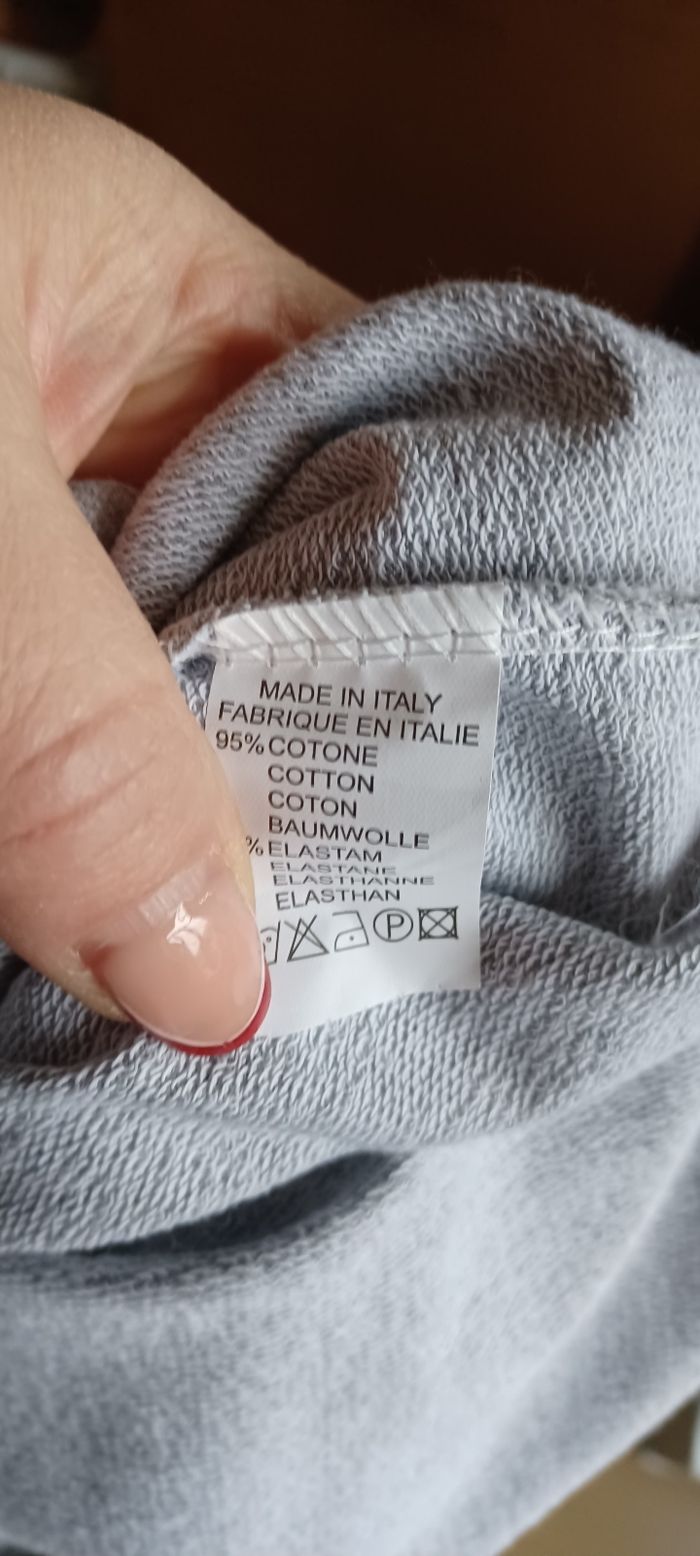 MADE IN ITALY
FABRIQUE EN ITALIE
95% COTONE
COTTON
COTON
BAUMWOLLE
% ELASTAM
ELASTANE
ELASTHANNE
ELASTHAN
P